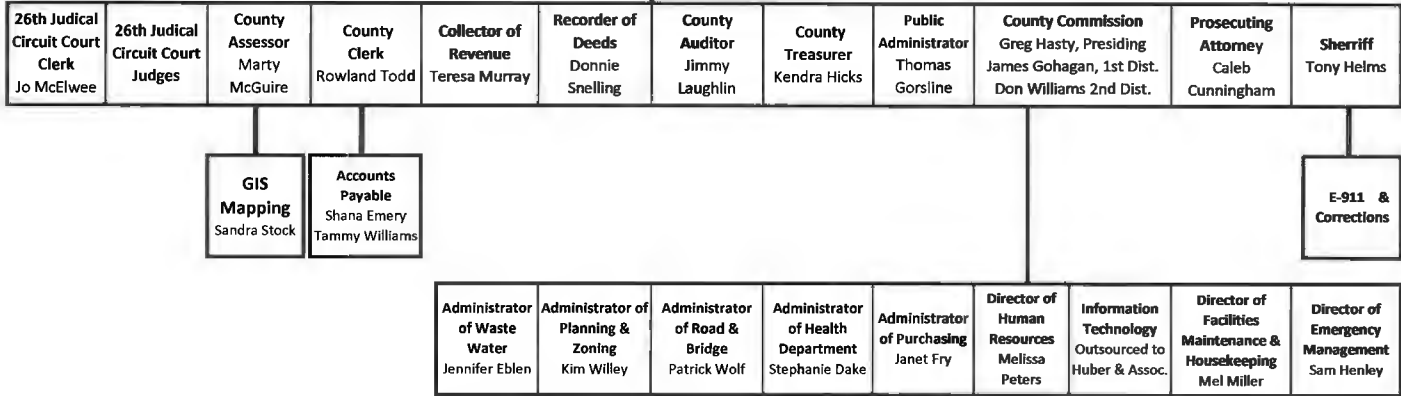 26th Judical
Circuit Court
Clerk
Jo McElwee
26th Judical
Circuit Court
Judges
County
Assessor
Marty
McGuire
County
Clerk
Rowland Todd
Collector of
Revenue
Teresa Murray
Recorder of
Deeds
Donnie
Snelling
County
Auditor
Jimmy
Laughlin
County
Treasurer
Kendra Hicks
Public
Administrator
Thomas
Gorsline
County Commission
Greg Hasty, Presiding
James Gohagan, 1st Dist.
Don Williams 2nd Dist.
Prosecuting
Attorney
Caleb
Cunningham
Sherriff
Tony Helms
GIS
Mapping
Sandra Stock
Accounts
Payable
Shana Emery
Tammy Williams
E-911 &
Corrections
Administrator
of Waste
Water
Jennifer Eblen
Administrator of
Planning &
Zoning
Kim Willey
Administrator
of Road &
Bridge
Patrick Wolf
Administrator
of Health
Department
Stephanie Dake
Administrator
of Purchasing
Janet Fry
Director of
Human
Resources
Melissa
Peters
Information
Technology
Outsourced to
Huber & Assoc.
Director of
Facilities
Maintenance &
Housekeeping
Mel Miller
Director of
Emergency
Management
Sam Henley